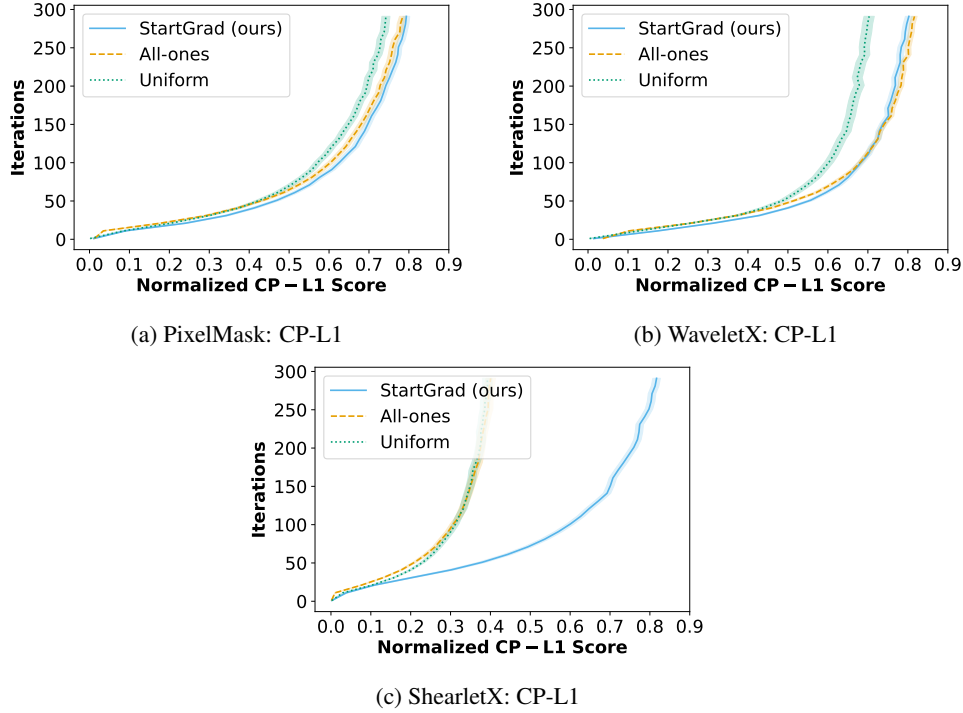 300
250
200
150
100
50
0
Iterations
StartGrad (ours)
All-ones
Uniform
0.0 0.1 0.2 0.3 0.4 0.5 0.6 0.7 0.8 0.9
Normalized CP − L1 Score
(a) PixelMask: CP-L1
300
250
200
150
100
50
0
Iterations
StartGrad (ours)
All-ones
Uniform
0.0 0.1 0.2 0.3 0.4 0.5 0.6 0.7 0.8 0.9
Normalized CP − L1 Score
(b) WaveletX: CP-L1
300
250
200
150
100
50
0
Iterations
StartGrad (ours)
All-ones
Uniform
0.0 0.1 0.2 0.3 0.4 0.5 0.6 0.7 0.8 0.9
Normalized CP − L1 Score
(c) ShearletX: CP-L1